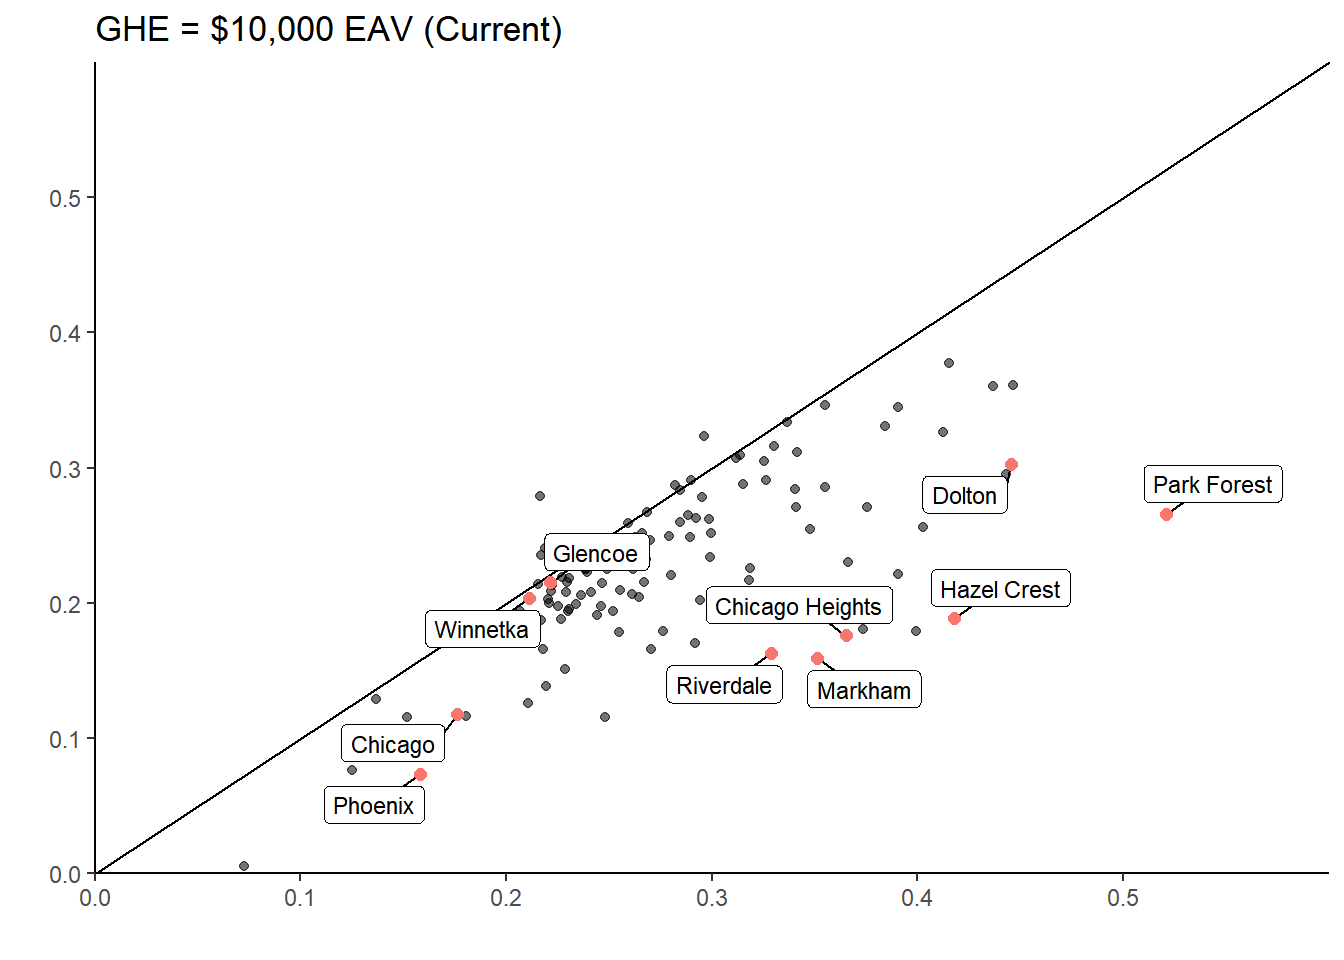 GHE = $10,000 EAV (Current)
0.5
0.4
0.3
0.2
0.1
0.0
Park Forest
Dolton
Glencoe
Hazel Crest
Chicago Heights
Winnetka
Riverdale
Markham
Chicago
Phoenix
0.0 0.1 0.2 0.3 0.4 0.5